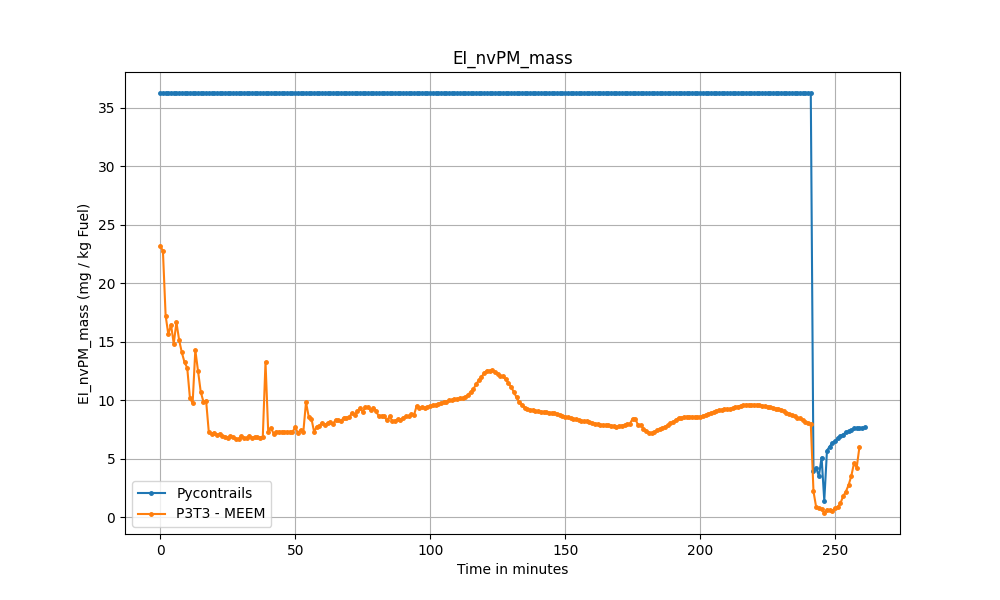 EI_nvPM_mass
EI_nvPM_mass (mg / kg Fuel)
35
30
25
20
15
10
5
0
Pycontrails
P3T3 - MEEM
0 50 100 150 200 250
Time in minutes